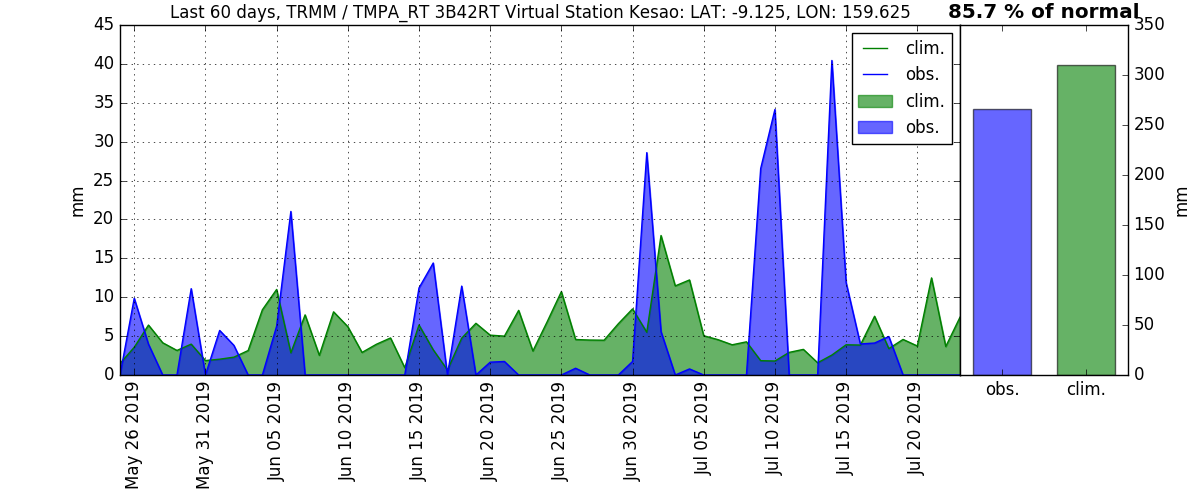 Last 60 days, TRMM / TMPA_RT 3B42RT Virtual Station Kesao: LAT: -9.125, LON: 159.625
85.7 % of normal
45
40
35
30
25
20
15
10
5
0
mm
clim.
obs.
clim.
obs.
May 26 2019
May 31 2019
Jun 05 2019
Jun 10 2019
Jun 15 2019
Jun 20 2019
Jun 25 2019
Jun 30 2019
Jul 05 2019
Jul 10 2019
Jul 15 2019
Jul 20 2019
350
300
250
200
150
100
50
0
mm
obs.
clim.